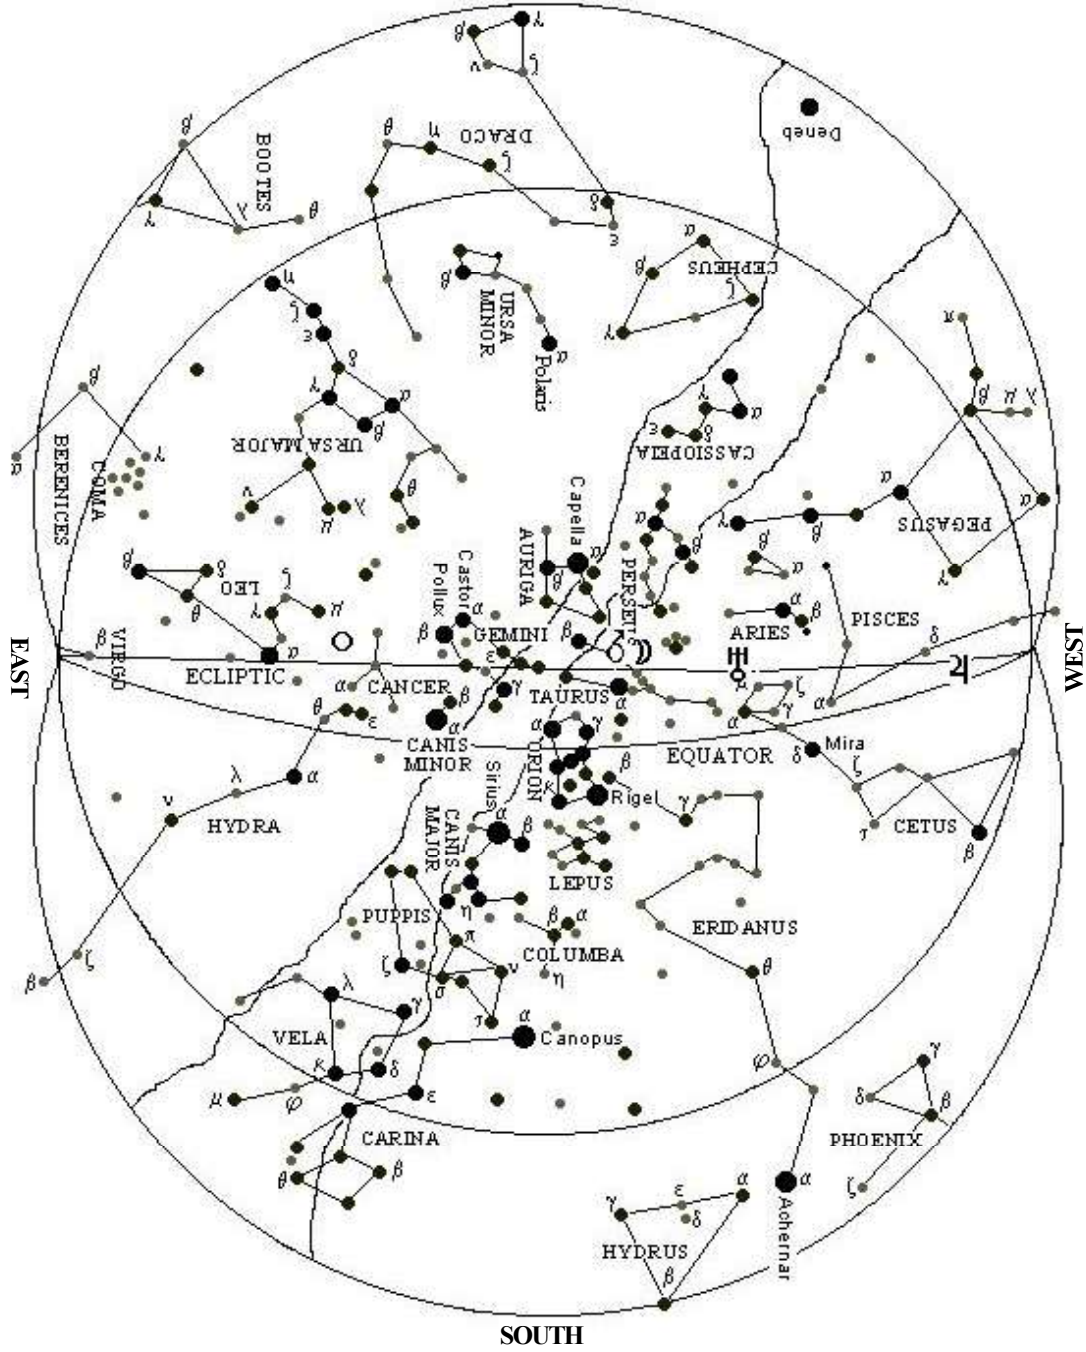 β γ
ν ζ
Deneb
DRACO
θ η ζ
δ
ε
β
BOOTES
γ λ θ
α
CEPHEUS
β ζ
γ
η
ζ
ε
δ
γ α
β
URSA MAJOR
ν μ λ
θ
β
URSA
MINOR
α
Polaris
γ α
ε δ
CASSIOPEIA
π
β μ λ
α α
PEGASUS
γ
β
α γ
COMA
BERENICES
Capella
α
β
AURIGA
α
β
PERSEUS
γ β
β
α
β δ
LEO
θ
ζ
γ μ
α
Castor
Pollux
α
β
GEMINI
ε
γ
β
TAURUS
α
α
β
ARIES
PISCES
δ
α
EAST
WEST
β
VIRGO
ECLIPTIC
α
CANCER
θ ε
β
α
CANIS
MINOR
α γ
ORION
κ
Rigel
β
EQUATOR
μ ζ
α γ
δ Mira
ζ
τ
CETUS
β
ν λ α
HYDRA
ζ
β
Sirius
α
β
CANIS
MAJOR
η
LEPUS
γ
ERIDANUS
θ
φ
PUPPIS
π
ζ
σ
ν
τ
β α
COLUMBA
η
λ
γ
VELA
κ δ
μ φ
α
Canopus
ε
CARINA
θ β
γ
δ β
PHOENIX
ζ
α
Achernar
γ ε α
δ
HYDRUS
β
SOUTH